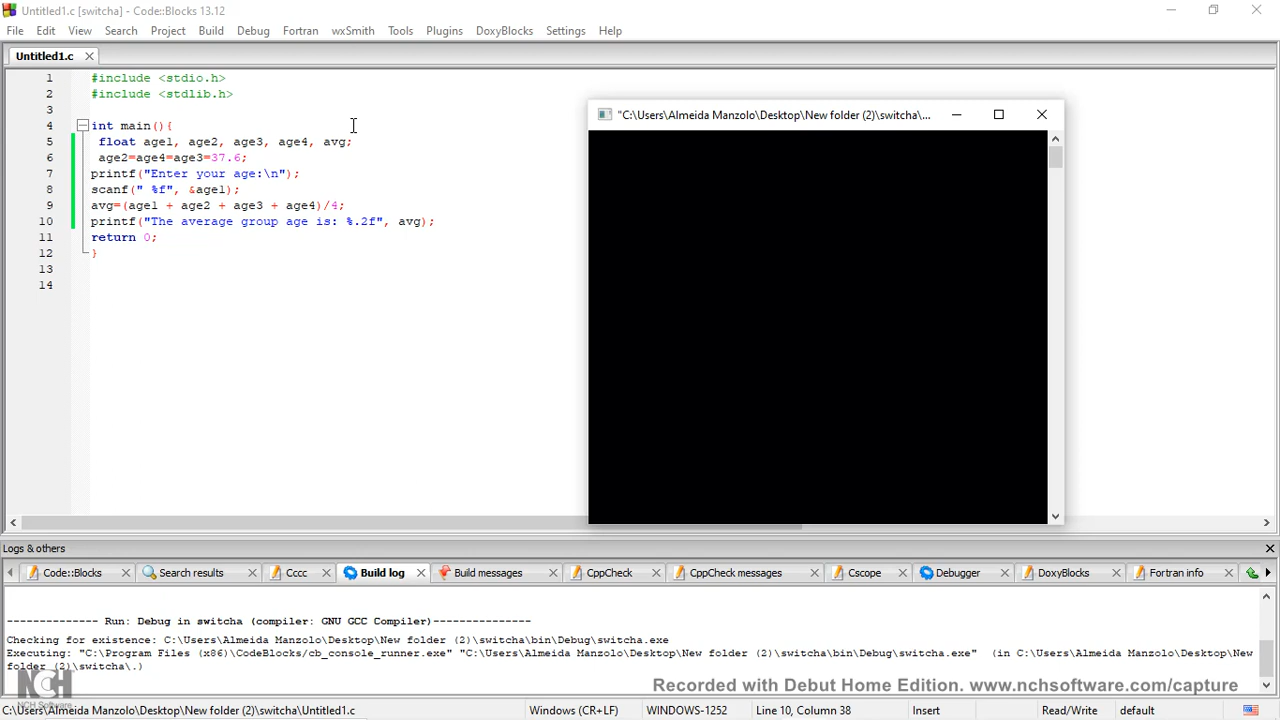 Untitled1.c [switcha] - Code::Blocks 13.12
File Edit View Search Project Build Debug Fortran wxSmith Tools Plugins DoxyBlocks Settings Help
Untitled1.c
1 #include <stdio.h>
2 #include <stdlib.h>
3
4 int main(){
5 float age1, age2, age3, age4, avg;
6 age2=age4=age3=37.6;
7 printf("Enter your age:\n");
8 scanf(" %f", &age1);
9 avg=(age1 + age2 + age3 + age4)/4;
10 printf("The average group age is: %.2f", avg);
11 return 0;
12 }
13
14
"C:\Users\Almeida Manzolo\Desktop\New folder (2)\switcha\...
Logs & others
Code::Blocks Search results Cccc Build log Build messages CppCheck CppCheck messages Cscope Debugger DoxyBlocks Fortran info
-------------- Run: Debug in switcha (compiler: GNU GCC Compiler)---------------
Checking for existence: C:\Users\Almeida Manzolo\Desktop\New folder (2)\switcha\bin\Debug\switcha.exe
Executing: "C:\Program Files (x86)\CodeBlocks/cb_console_runner.exe" "C:\Users\Almeida Manzolo\Desktop\New folder (2)\switcha\bin\Debug\switcha.exe"  (in C:\Users\Almeida Manzolo\Desktop\New
folder (2)\switcha\.)
NCH
NCH Software
Recorded with Debut Home Edition. www.nchsoftware.com/capture
C:\Users\Almeida Manzolo\Desktop\New folder (2)\switcha\Untitled1.c Windows (CR+LF) WINDOWS-1252 Line 10, Column 38 Insert Read/Write default